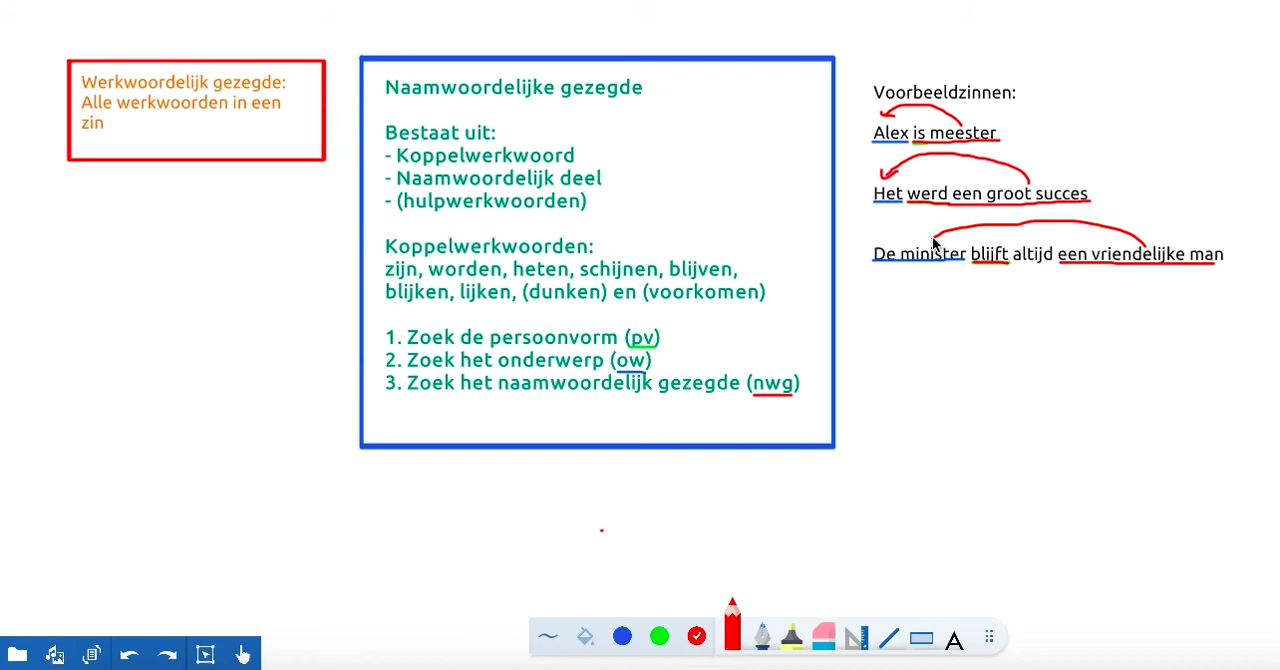 Werkwoordelijk gezegde:
Alle werkwoorden in een
zin
Naamwoordelijke gezegde
Bestaat uit:
- Koppelwerkwoord
- Naamwoordelijk deel
- (hulpwerkwoorden)
Koppelwerkwoorden:
zijn, worden, heten, schijnen, blijven,
blijken, lijken, (dunken) en (voorkomen)
1. Zoek de persoonvorm (pv)
2. Zoek het onderwerp (ow)
3. Zoek het naamwoordelijk gezegde (nwg)
Voorbeeldzinnen:
Alex is meester
Het werd een groot succes
De minister blijft altijd een vriendelijke man
A